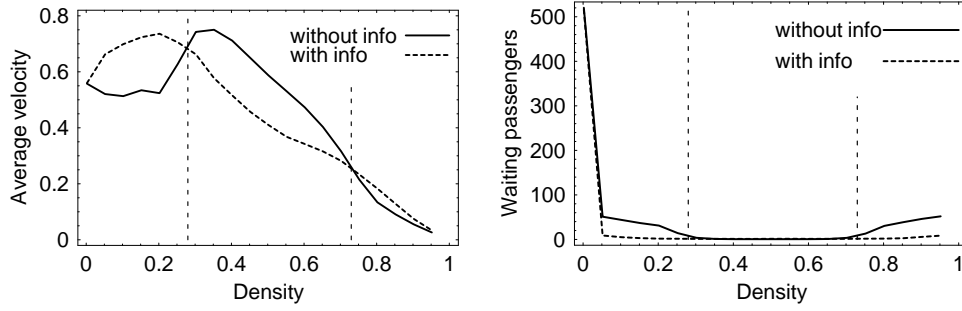 0.8
0.6
0.4
0.2
0
Average velocity
without info
with info
0 0.2 0.4 0.6 0.8 1
Density
500
400
300
200
100
0
Waiting passengers
without info
with info
0 0.2 0.4 0.6 0.8 1
Density